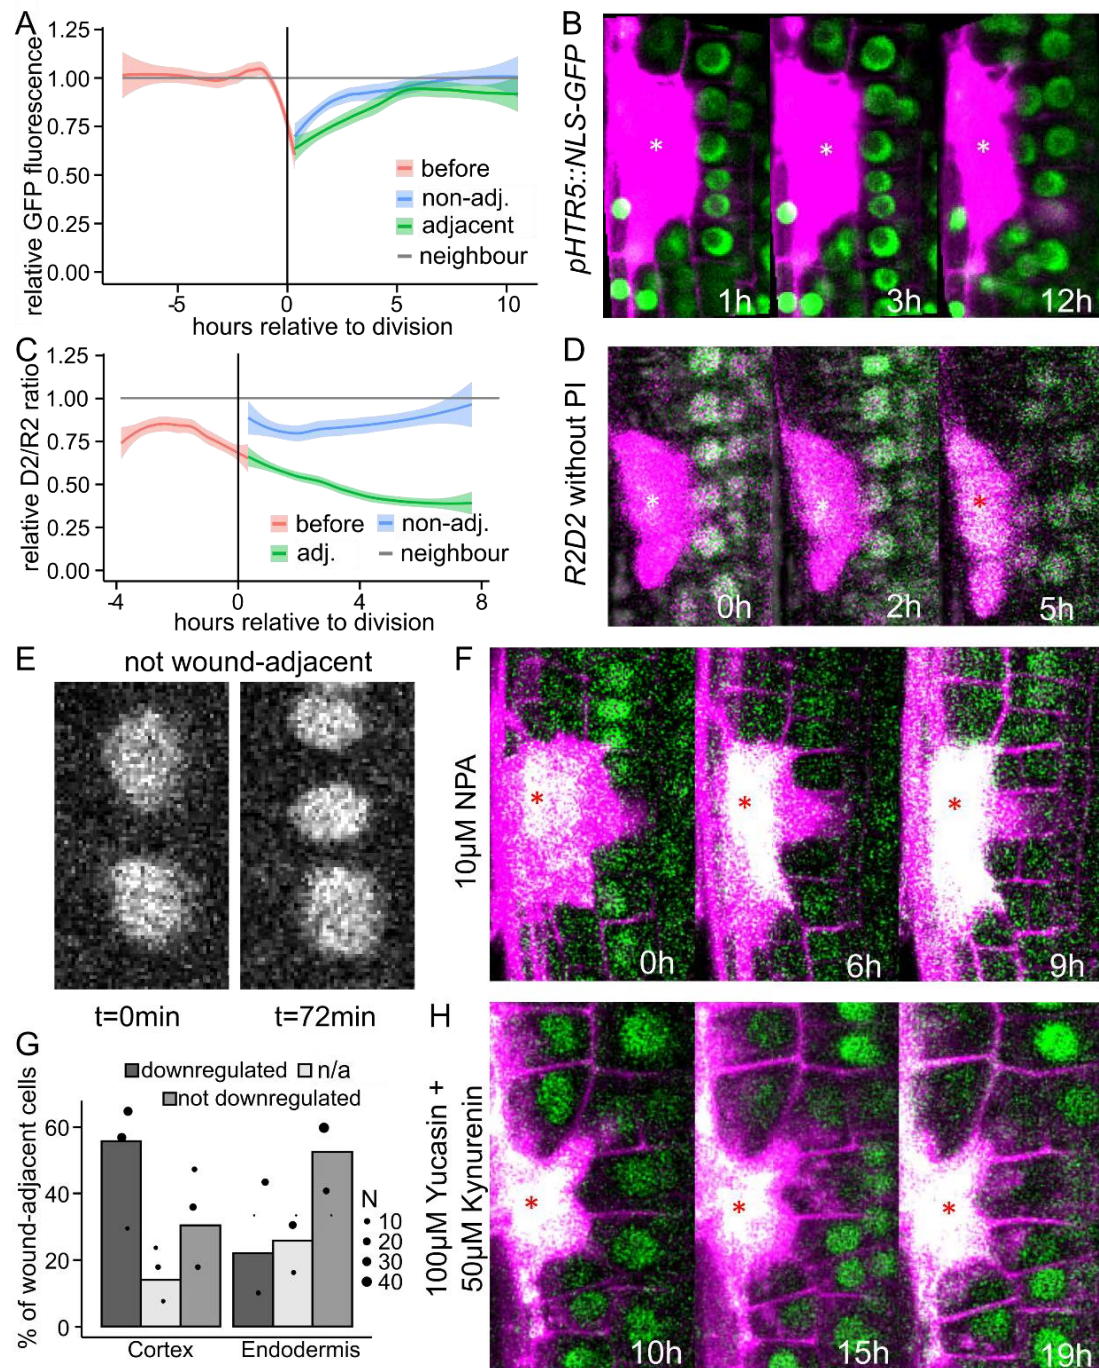 A
1.25
1.00
0.75
0.50
0.25
0.00
relative GFP fluorescence
before
non-adj.
adjacent
neighbour
-5
0
5
10
hours relative to division
B
pHTR5::NLS-GFP
*
*
*
1h
3h
12h
C
1.25
1.00
0.75
0.50
0.25
0.00
relative D2/R2 ratio
before
non-adj.
adj.
neighbour
-4
0
4
8
hours relative to division
D
R2D2 without PI
*
*
*
0h
2h
5h
E
not wound-adjacent
t=0min
t=72min
F
10µM NPA
*
*
*
0h
6h
9h
G
downregulated
n/a
not downregulated
% of wound-adjacent cells
60
40
20
0
N
10
20
30
40
Cortex
Endodermis
H
100µM Yucasin +
50µM Kynurenin
*
*
*
10h
15h
19h